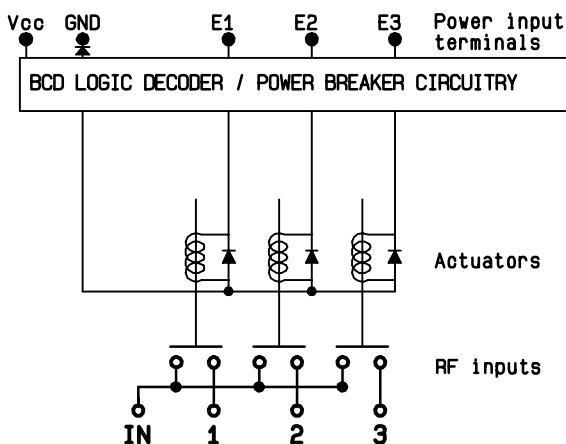 Vcc GND E1 E2 E3 Power input
terminals
BCD LOGIC DECODER / POWER BREAKER CIRCUITRY
Actuators
RF inputs
IN 1 2 3